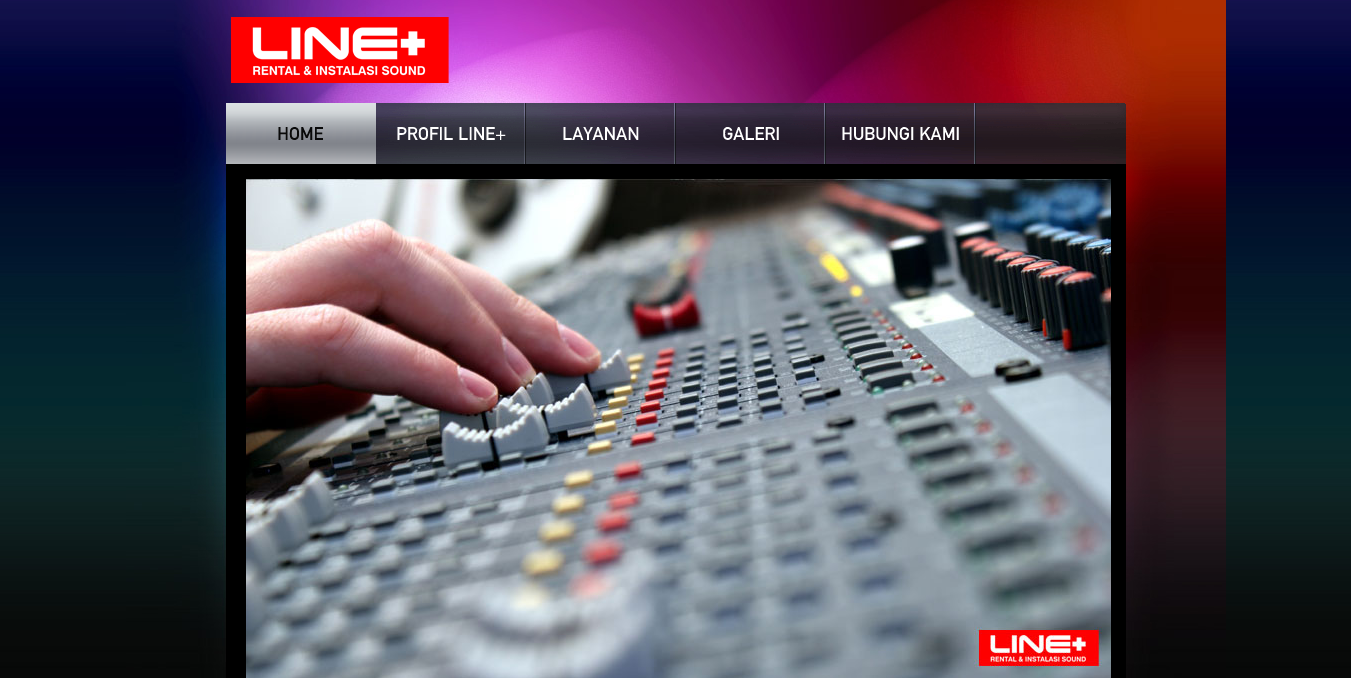 LINE+
RENTAL & INSTALASI SOUND
HOME PROFIL LINE+ LAYANAN GALERI HUBUNGI KAMI
LINE+
RENTAL & INSTALASI SOUND